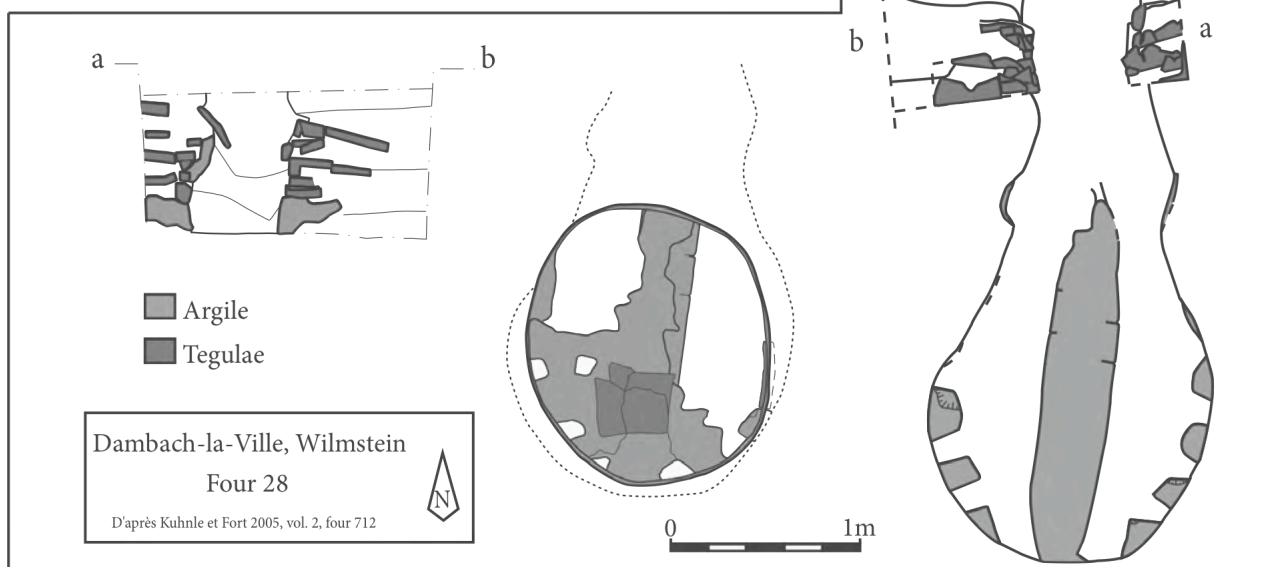 a
b
b
a
Argile
Tegulae
Dambach-la-Ville, Wilmstein
Four 28
D'après Kuhnle et Fort 2005, vol. 2, four 712
N
0
1m